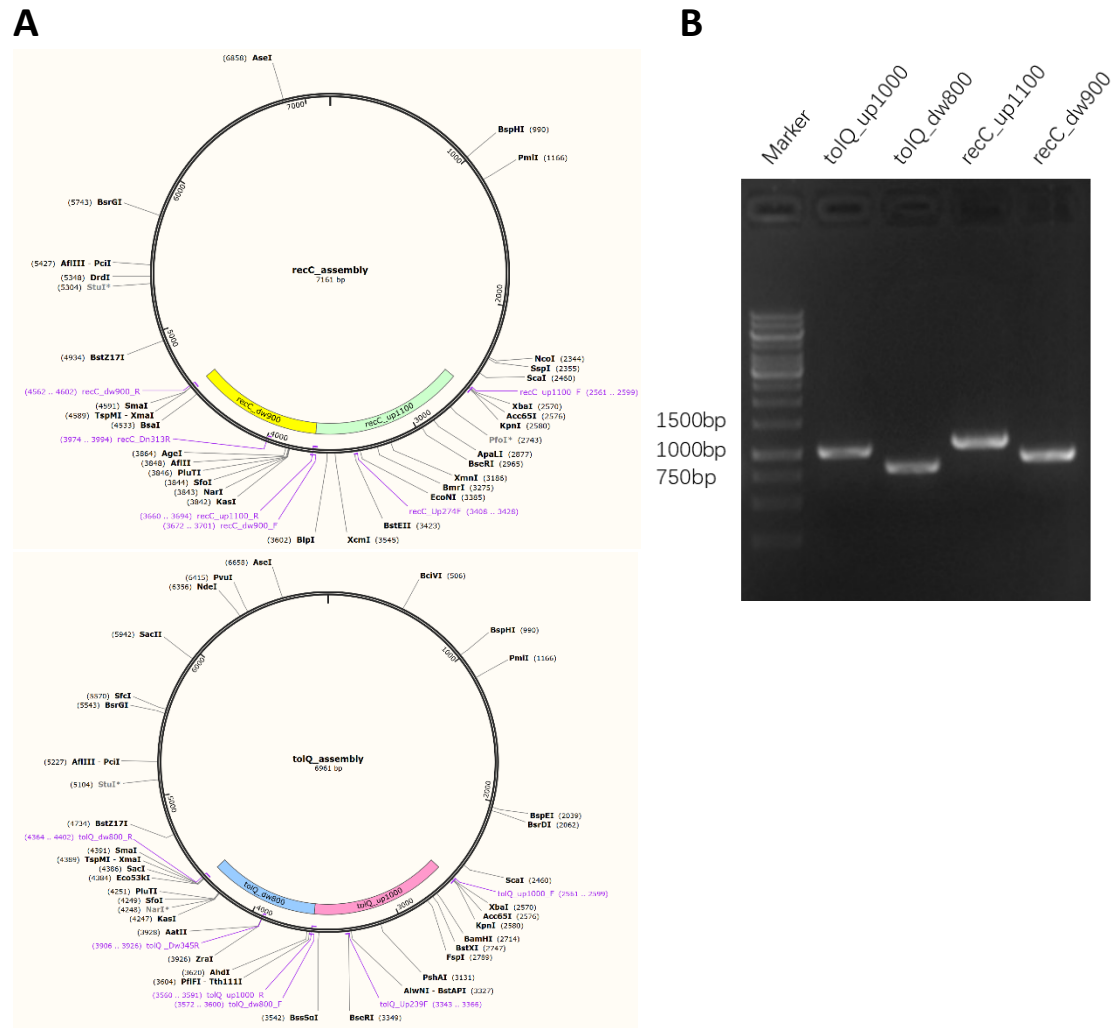 A
B
(6858) AseI
7000
BspHI (990)
1000
PmlI (1166)
6000
(5743) BsrGI
(5427) AflIII - PciI
(5348) DrdI
(5304) StuI*
recC_assembly
7161 bp
2000
5000
(4934) BstZ17I
NcoI (2344)
SspI (2355)
ScaI (2460)
(4562 .. 4602) recC_dw900_R
recC_up1100_F (2561 .. 2599)
(4591) SmaI
(4589) TspMI - XmaI
(4533) BsaI
XbaI (2570)
Acc65I (2576)
KpnI (2580)
recC_dw900
recC_up1100
3000
4000
(3974 .. 3994) recC_Dn313R
PfoI* (2743)
(3864) AgeI
(3848) AflII
(3846) PluTI
(3844) SfoI
(3843) NarI
(3842) KasI
ApaLI (2877)
BseRI (2965)
XmnI (3186)
BmrI (3275)
EcoNI (3385)
(3660 .. 3694) recC_up1100_R
(3672 .. 3701) recC_dw900_F
recC_Up274F (3408 .. 3428)
BstEII (3423)
(3602) BlpI
XcmI (3545)
(6658) AseI
(6415) PvuI
(6356) NdeI
BciVI (506)
(5942) SacII
BspHI (990)
1000
PmlI (1166)
6000
(5570) SfcI
(5543) BsrGI
(5227) AflIII - PciI
(5104) StuI*
tolQ_assembly
6961 bp
2000
5000
BspEI (2039)
BsrDI (2062)
(4734) BstZ17I
(4364 .. 4402) tolQ_dw800_R
(4391) SmaI
(4389) TspMI - XmaI
(4386) SacI
(4384) Eco53kI
ScaI (2460)
tolQ_up1000_F (2561 .. 2599)
XbaI (2570)
Acc65I (2576)
KpnI (2580)
tolQ_dw800
tolQ_up1000
3000
4000
(4251) PluTI
(4249) SfoI
(4248) NarI*
(4247) KasI
(3928) AatII
(3906 .. 3926) tolQ_Dw345R
(3926) ZraI
BamHI (2714)
BstXI (2747)
FspI (2789)
PshAI (3131)
AlwNI - BstAPI (3327)
(3620) AhdI
(3604) PflFI - Tth111I
(3560 .. 3591) tolQ_up1000_R
(3572 .. 3600) tolQ_dw800_F
tolQ_Up239F (3343 .. 3366)
(3542) BssSαI
BseRI (3349)
Marker
tolQ_up1000
tolQ_dw800
recC_up1100
recC_dw900
1500bp
1000bp
750bp